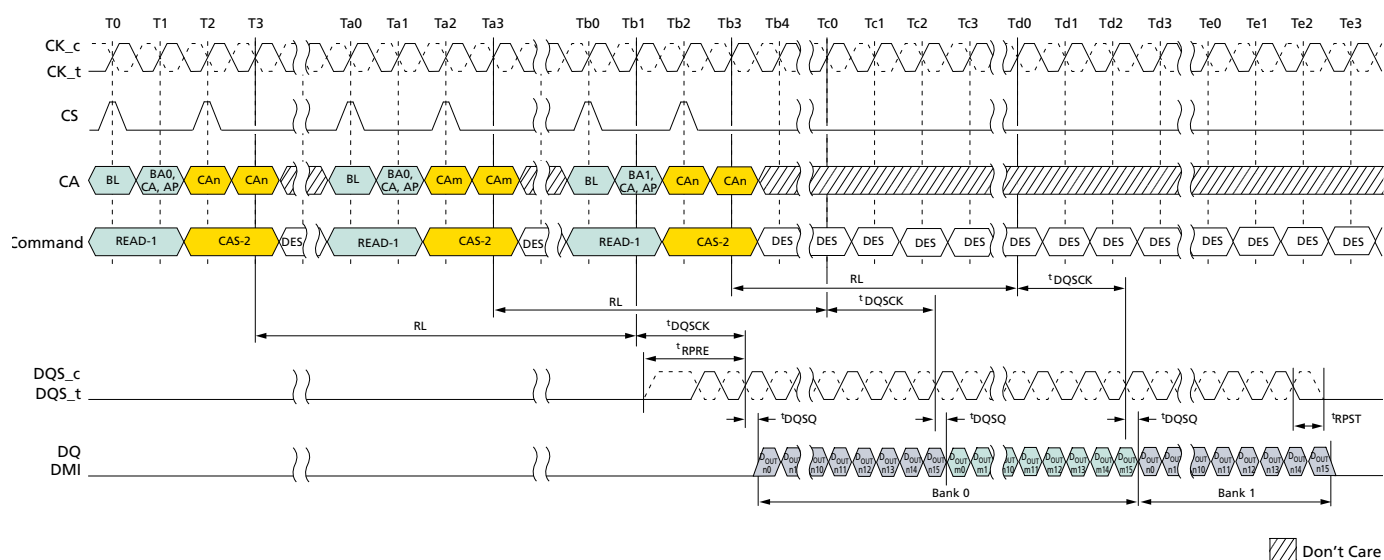 T0 T1 T2 T3 Ta0 Ta1 Ta2 Ta3 Tb0 Tb1 Tb2 Tb3 Tb4 Tc0 Tc1 Tc2 Tc3 Td0 Td1 Td2 Td3 Te0 Te1 Te2 Te3
CK_c
CK_t
CS
CA BL BA0, CA, AP CAn CAn BL BA0, CA, AP CAm CAm BL BA1, CA, AP CAn CAn
Command READ-1 CAS-2 DES READ-1 CAS-2 DES READ-1 CAS-2 DES DES DES DES DES DES DES DES DES DES DES DES DES
RL tDQSCK
RL tDQSCK
RL tDQSCK
tRPRE
DQS_c
DQS_t
tDQSQ tDQSQ tDQSQ tRPST
DQ
DMI
DOUT n0 DOUT n1 DOUT n10 DOUT n11 DOUT n12 DOUT n13 DOUT n14 DOUT n15 DOUT m0 DOUT m1 DOUT n10 DOUT m11 DOUT m12 DOUT m13 DOUT m14 DOUT m15 DOUT n0 DOUT n1 DOUT n10 DOUT n11 DOUT n12 DOUT n13 DOUT n14 DOUT n15
Bank 0 Bank 1
Don't Care